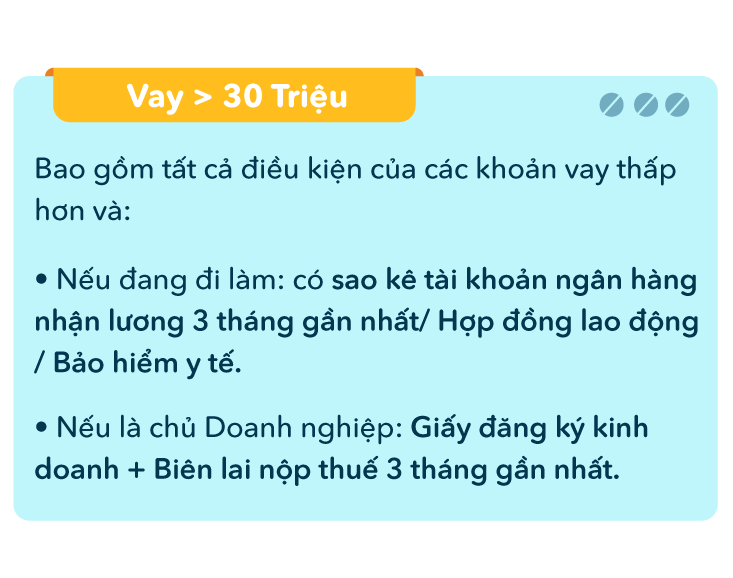 Vay > 30 Triệu
Bao gồm tất cả điều kiện của các khoản vay thấp
hơn và:
• Nếu đang đi làm: có sao kê tài khoản ngân hàng
nhận lương 3 tháng gần nhất/ Hợp đồng lao động
/ Bảo hiểm y tế.
• Nếu là chủ Doanh nghiệp: Giấy đăng ký kinh
doanh + Biên lai nộp thuế 3 tháng gần nhất.